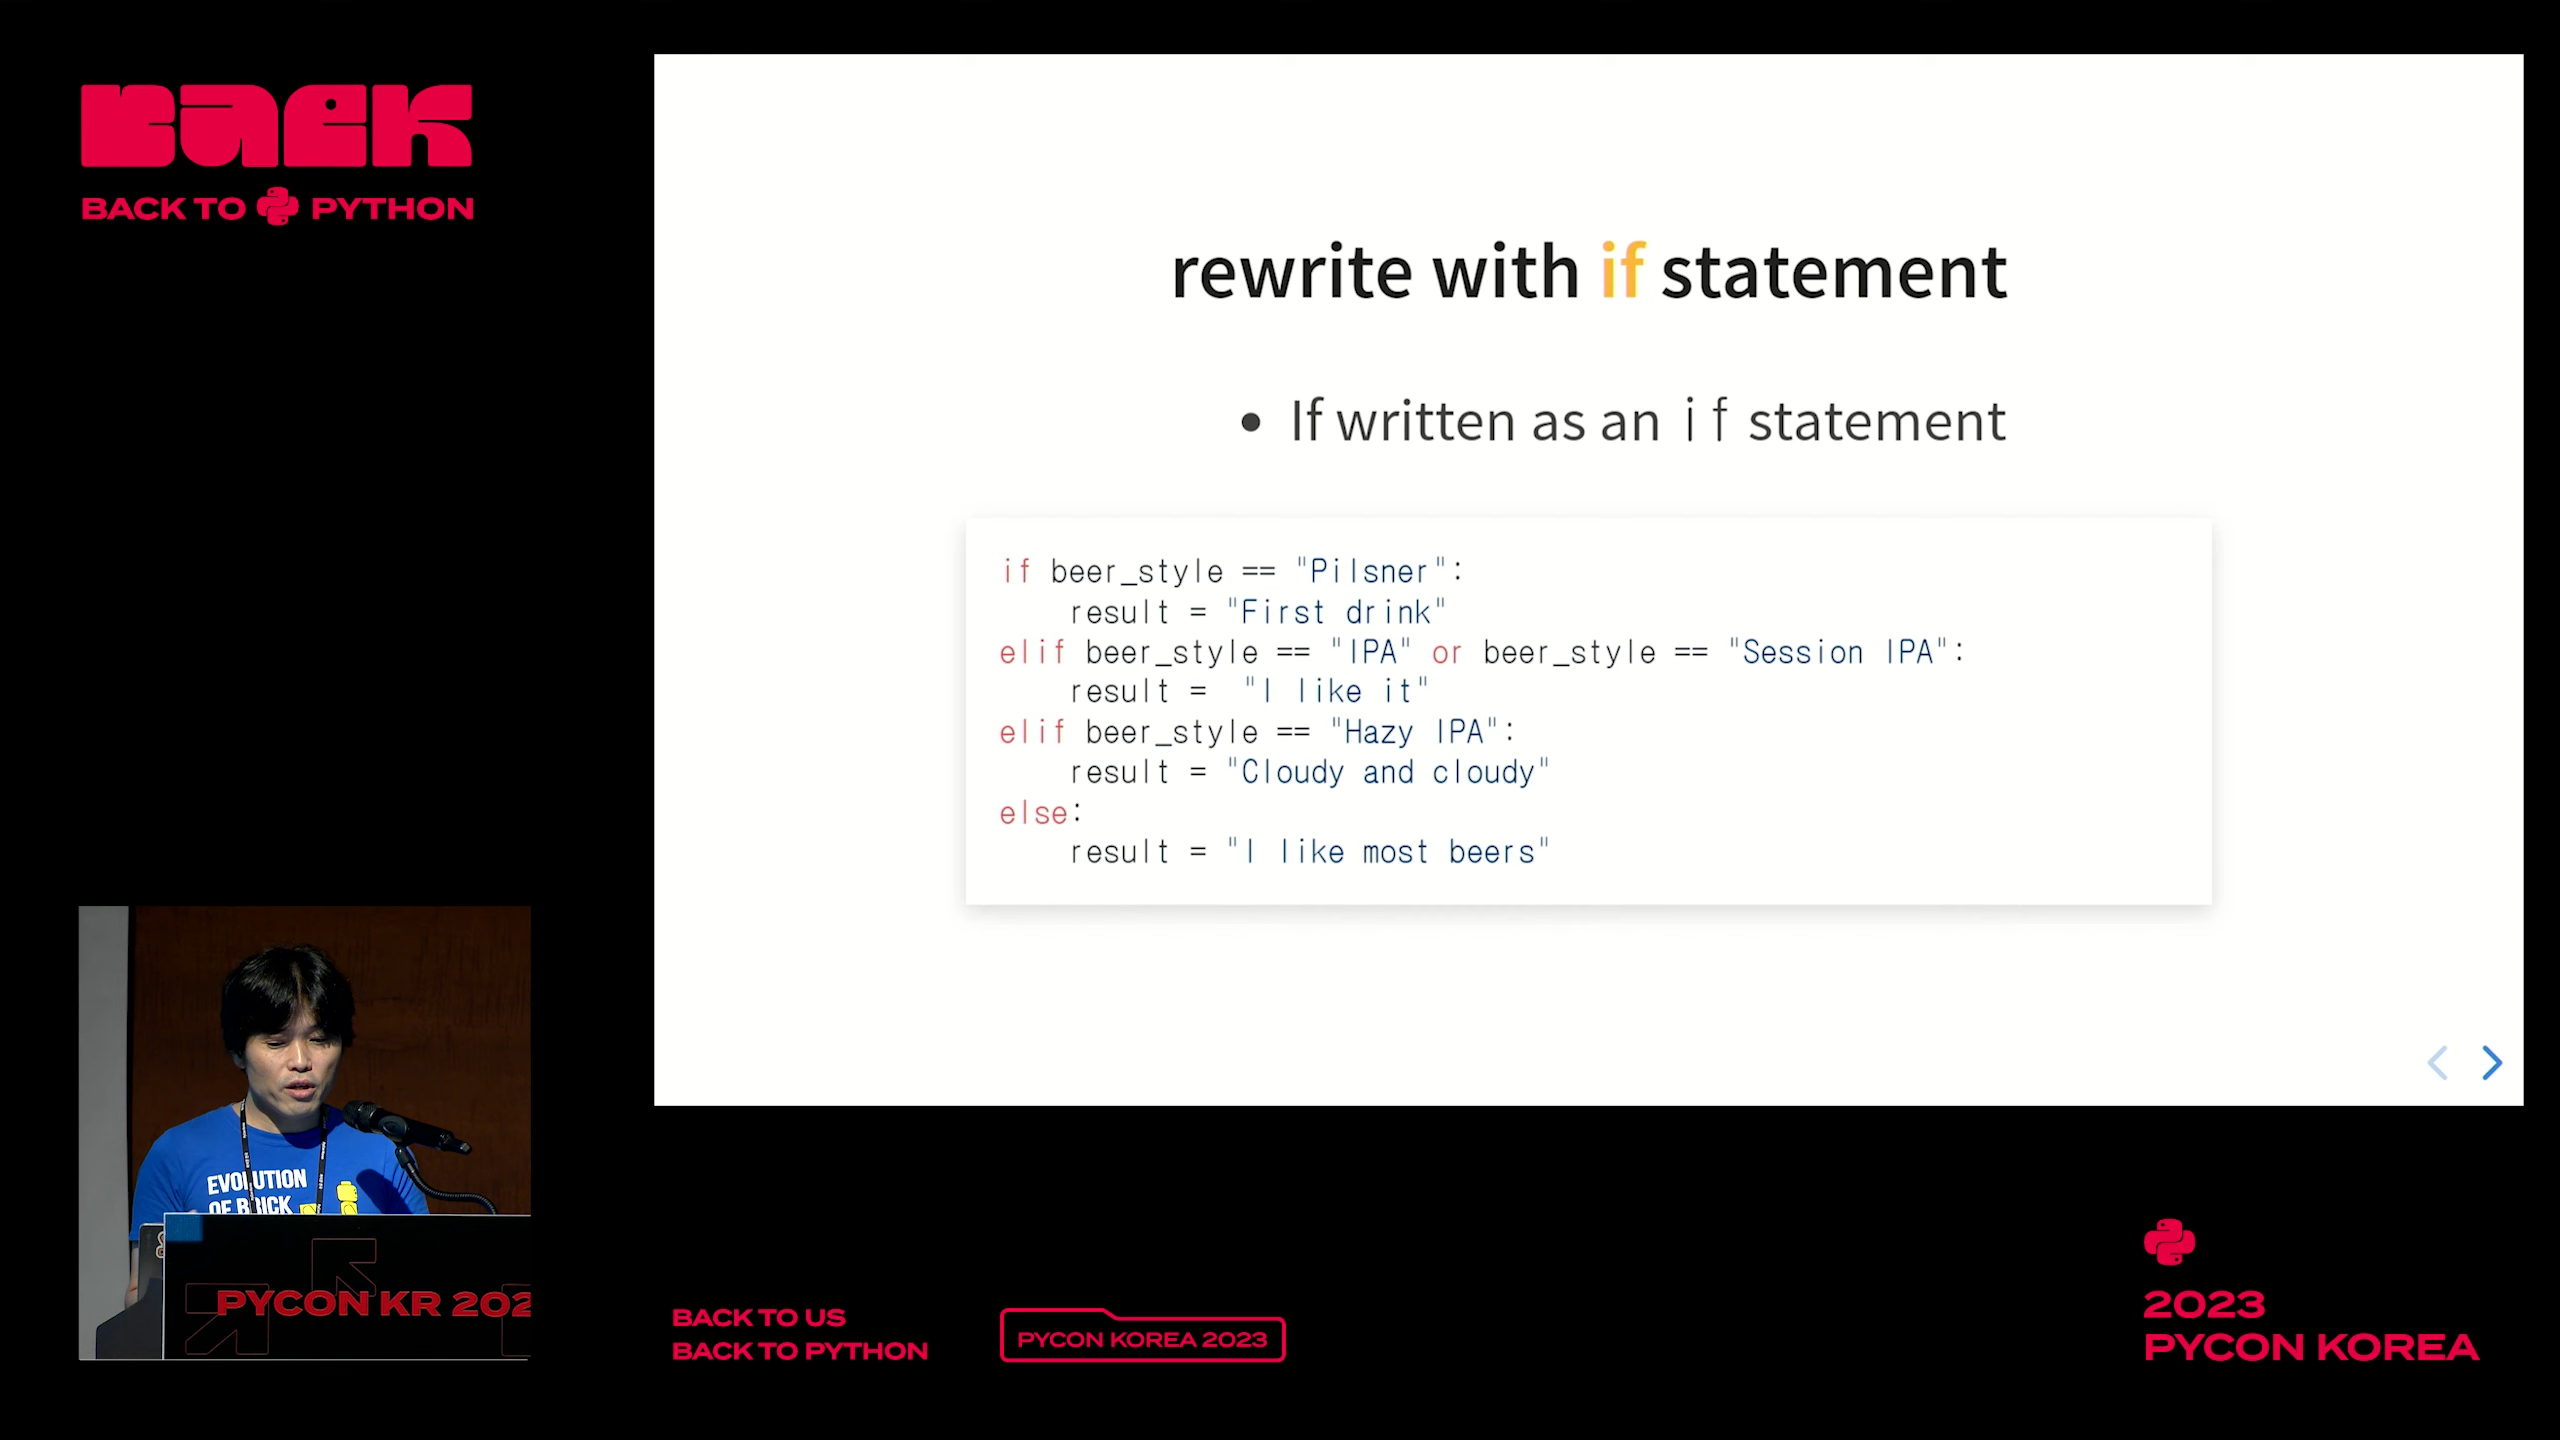 BACK
BACK TO PYTHON
rewrite with if statement
• If written as an if statement
if beer_style == "Pilsner":
    result = "First drink"
elif beer_style == "IPA" or beer_style == "Session IPA":
    result =  "I like it"
elif beer_style == "Hazy IPA":
    result = "Cloudy and cloudy"
else:
    result = "I like most beers"
EVOLUTION
OF BRICK
PYCON KR 202
BACK TO US
BACK TO PYTHON
PYCON KOREA 2023
2023
PYCON KOREA